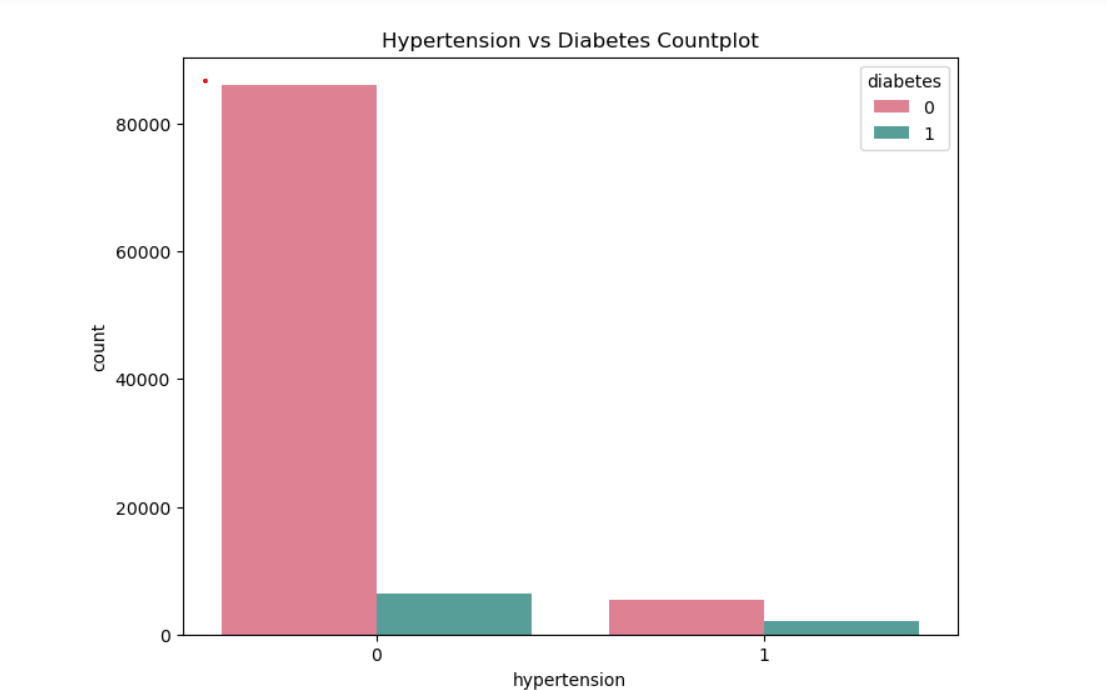 Hypertension vs Diabetes Countplot
diabetes
0
1
80000
60000
40000
20000
0
count
0
1
hypertension